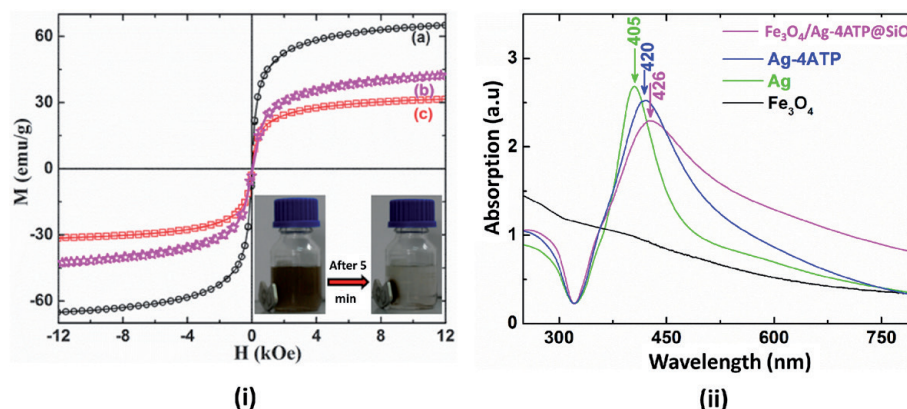 M (emu/g)
60
30
0
-30
-60
(a)
(b)
(c)
After 5
min
-12
-8
-4
0
4
8
12
H (kOe)
(i)
Absorption (a.u)
3
2
1
0
405
420
426
Fe₃O₄/Ag-4ATP@SiO
Ag-4ATP
Ag
Fe₃O₄
300
450
600
750
Wavelength (nm)
(ii)